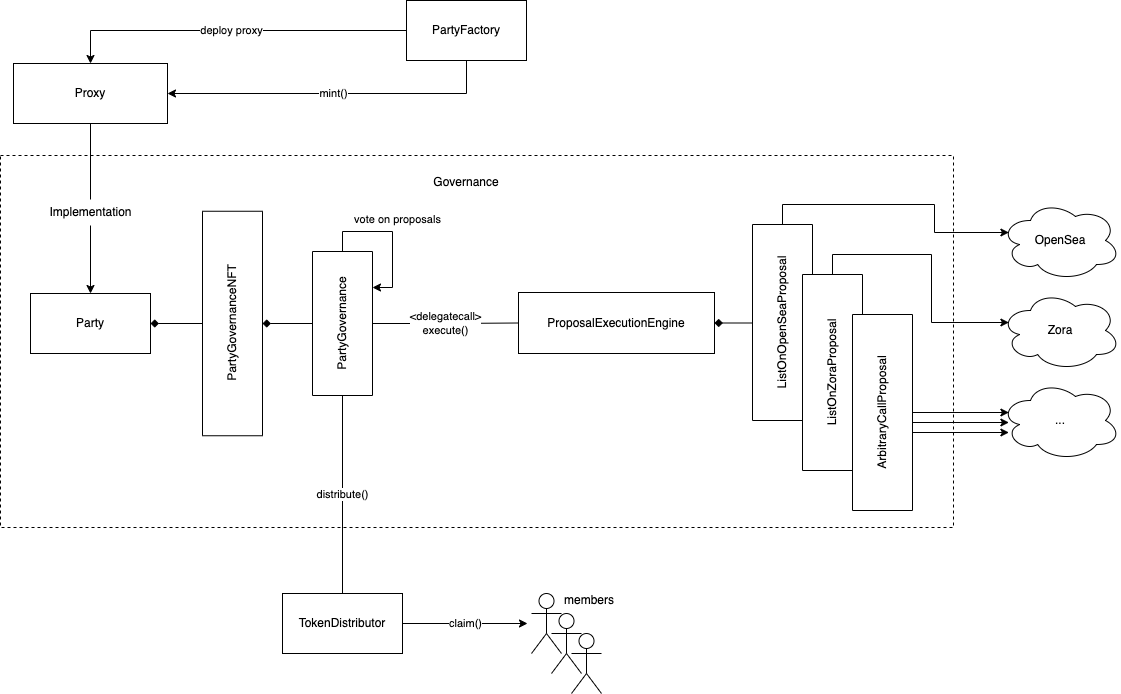 PartyFactory
deploy proxy
Proxy
mint()
Governance
Implementation
vote on proposals
OpenSea
PartyGovernanceNFT
PartyGovernance
ListOnOpenSeaProposal
Party
<delegatecall>
execute()
ProposalExecutionEngine
ListOnZoraProposal
Zora
ArbitraryCallProposal
...
distribute()
members
TokenDistributor
claim()